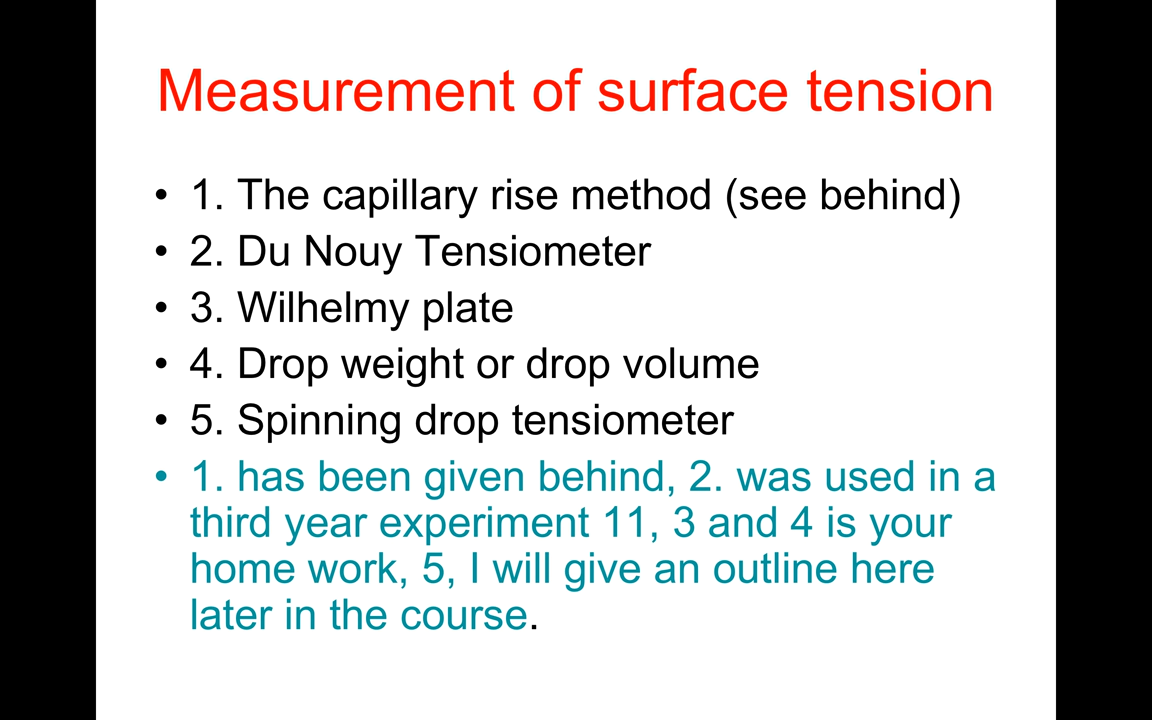 Measurement of surface tension
• 1. The capillary rise method (see behind)
• 2. Du Nouy Tensiometer
• 3. Wilhelmy plate
• 4. Drop weight or drop volume
• 5. Spinning drop tensiometer
• 1. has been given behind, 2. was used in a
third year experiment 11, 3 and 4 is your
home work, 5, I will give an outline here
later in the course.